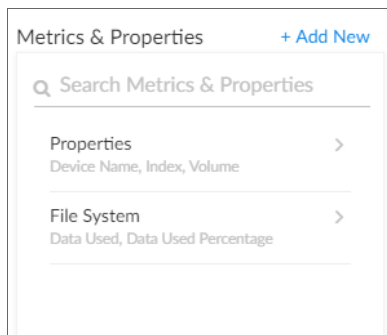 Metrics & Properties + Add New
Search Metrics & Properties
Properties
Device Name, Index, Volume
File System
Data Used, Data Used Percentage